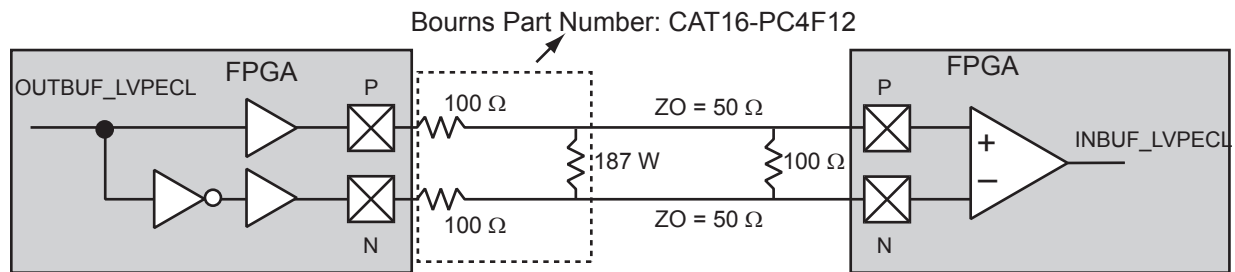 Bourns Part Number: CAT16-PC4F12
FPGA
OUTBUF_LVPECL
P
100 Ω
ZO = 50 Ω
187 W
100 Ω
100 Ω
ZO = 50 Ω
N
FPGA
P
+
−
INBUF_LVPECL
N